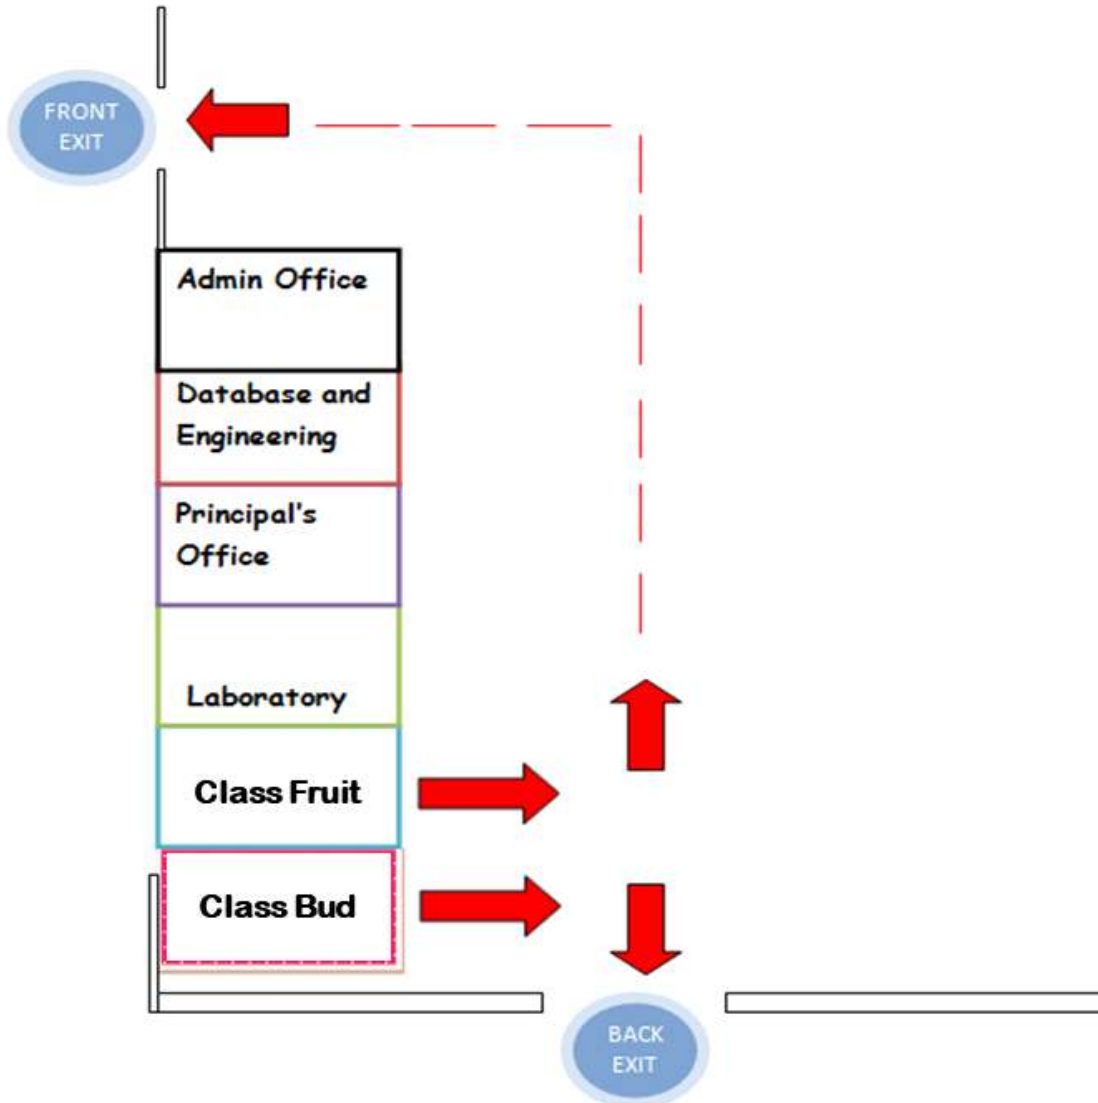 FRONT
EXIT
Admin Office
Database and
Engineering
Principal's
Office
Laboratory
Class Fruit
Class Bud
BACK
EXIT